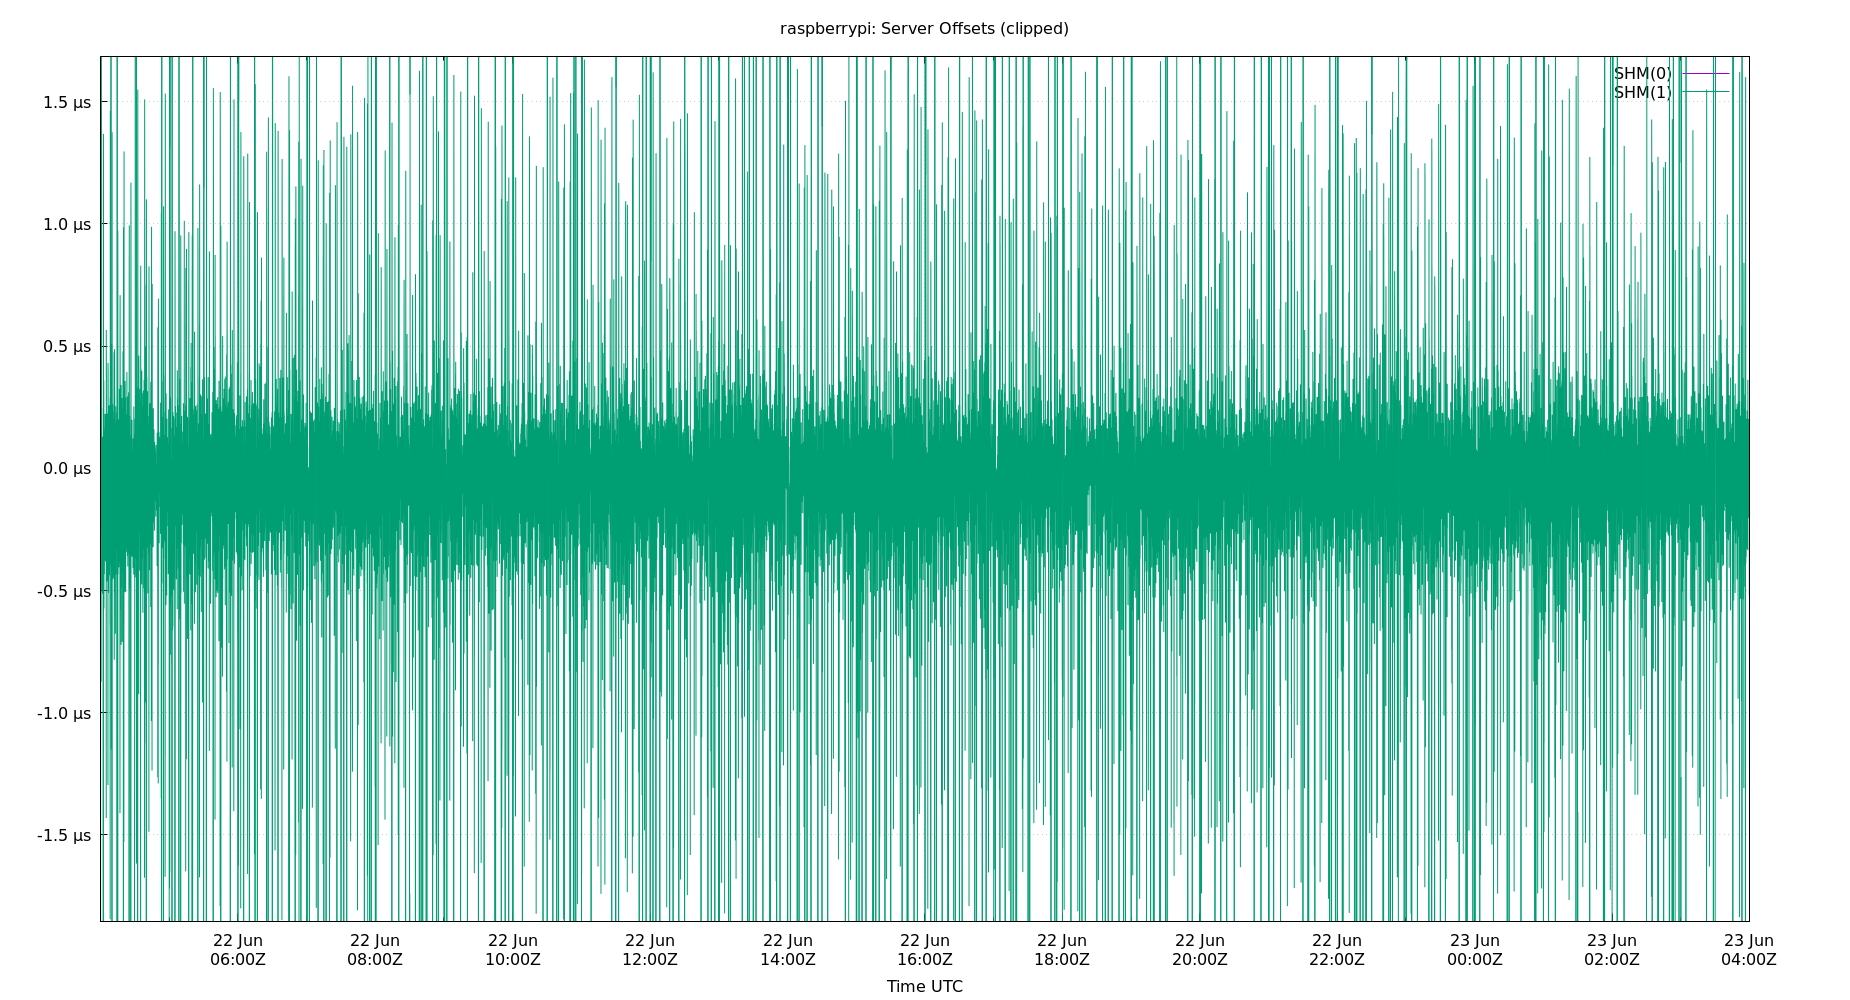 raspberrypi: Server Offsets (clipped)
SHM(0)
SHM(1)
1.5 µs
1.0 µs
0.5 µs
0.0 µs
-0.5 µs
-1.0 µs
-1.5 µs
22 Jun 22 Jun 22 Jun 22 Jun 22 Jun 22 Jun 22 Jun 22 Jun 22 Jun 23 Jun 23 Jun 23 Jun
06:00Z 08:00Z 10:00Z 12:00Z 14:00Z 16:00Z 18:00Z 20:00Z 22:00Z 00:00Z 02:00Z 04:00Z
Time UTC